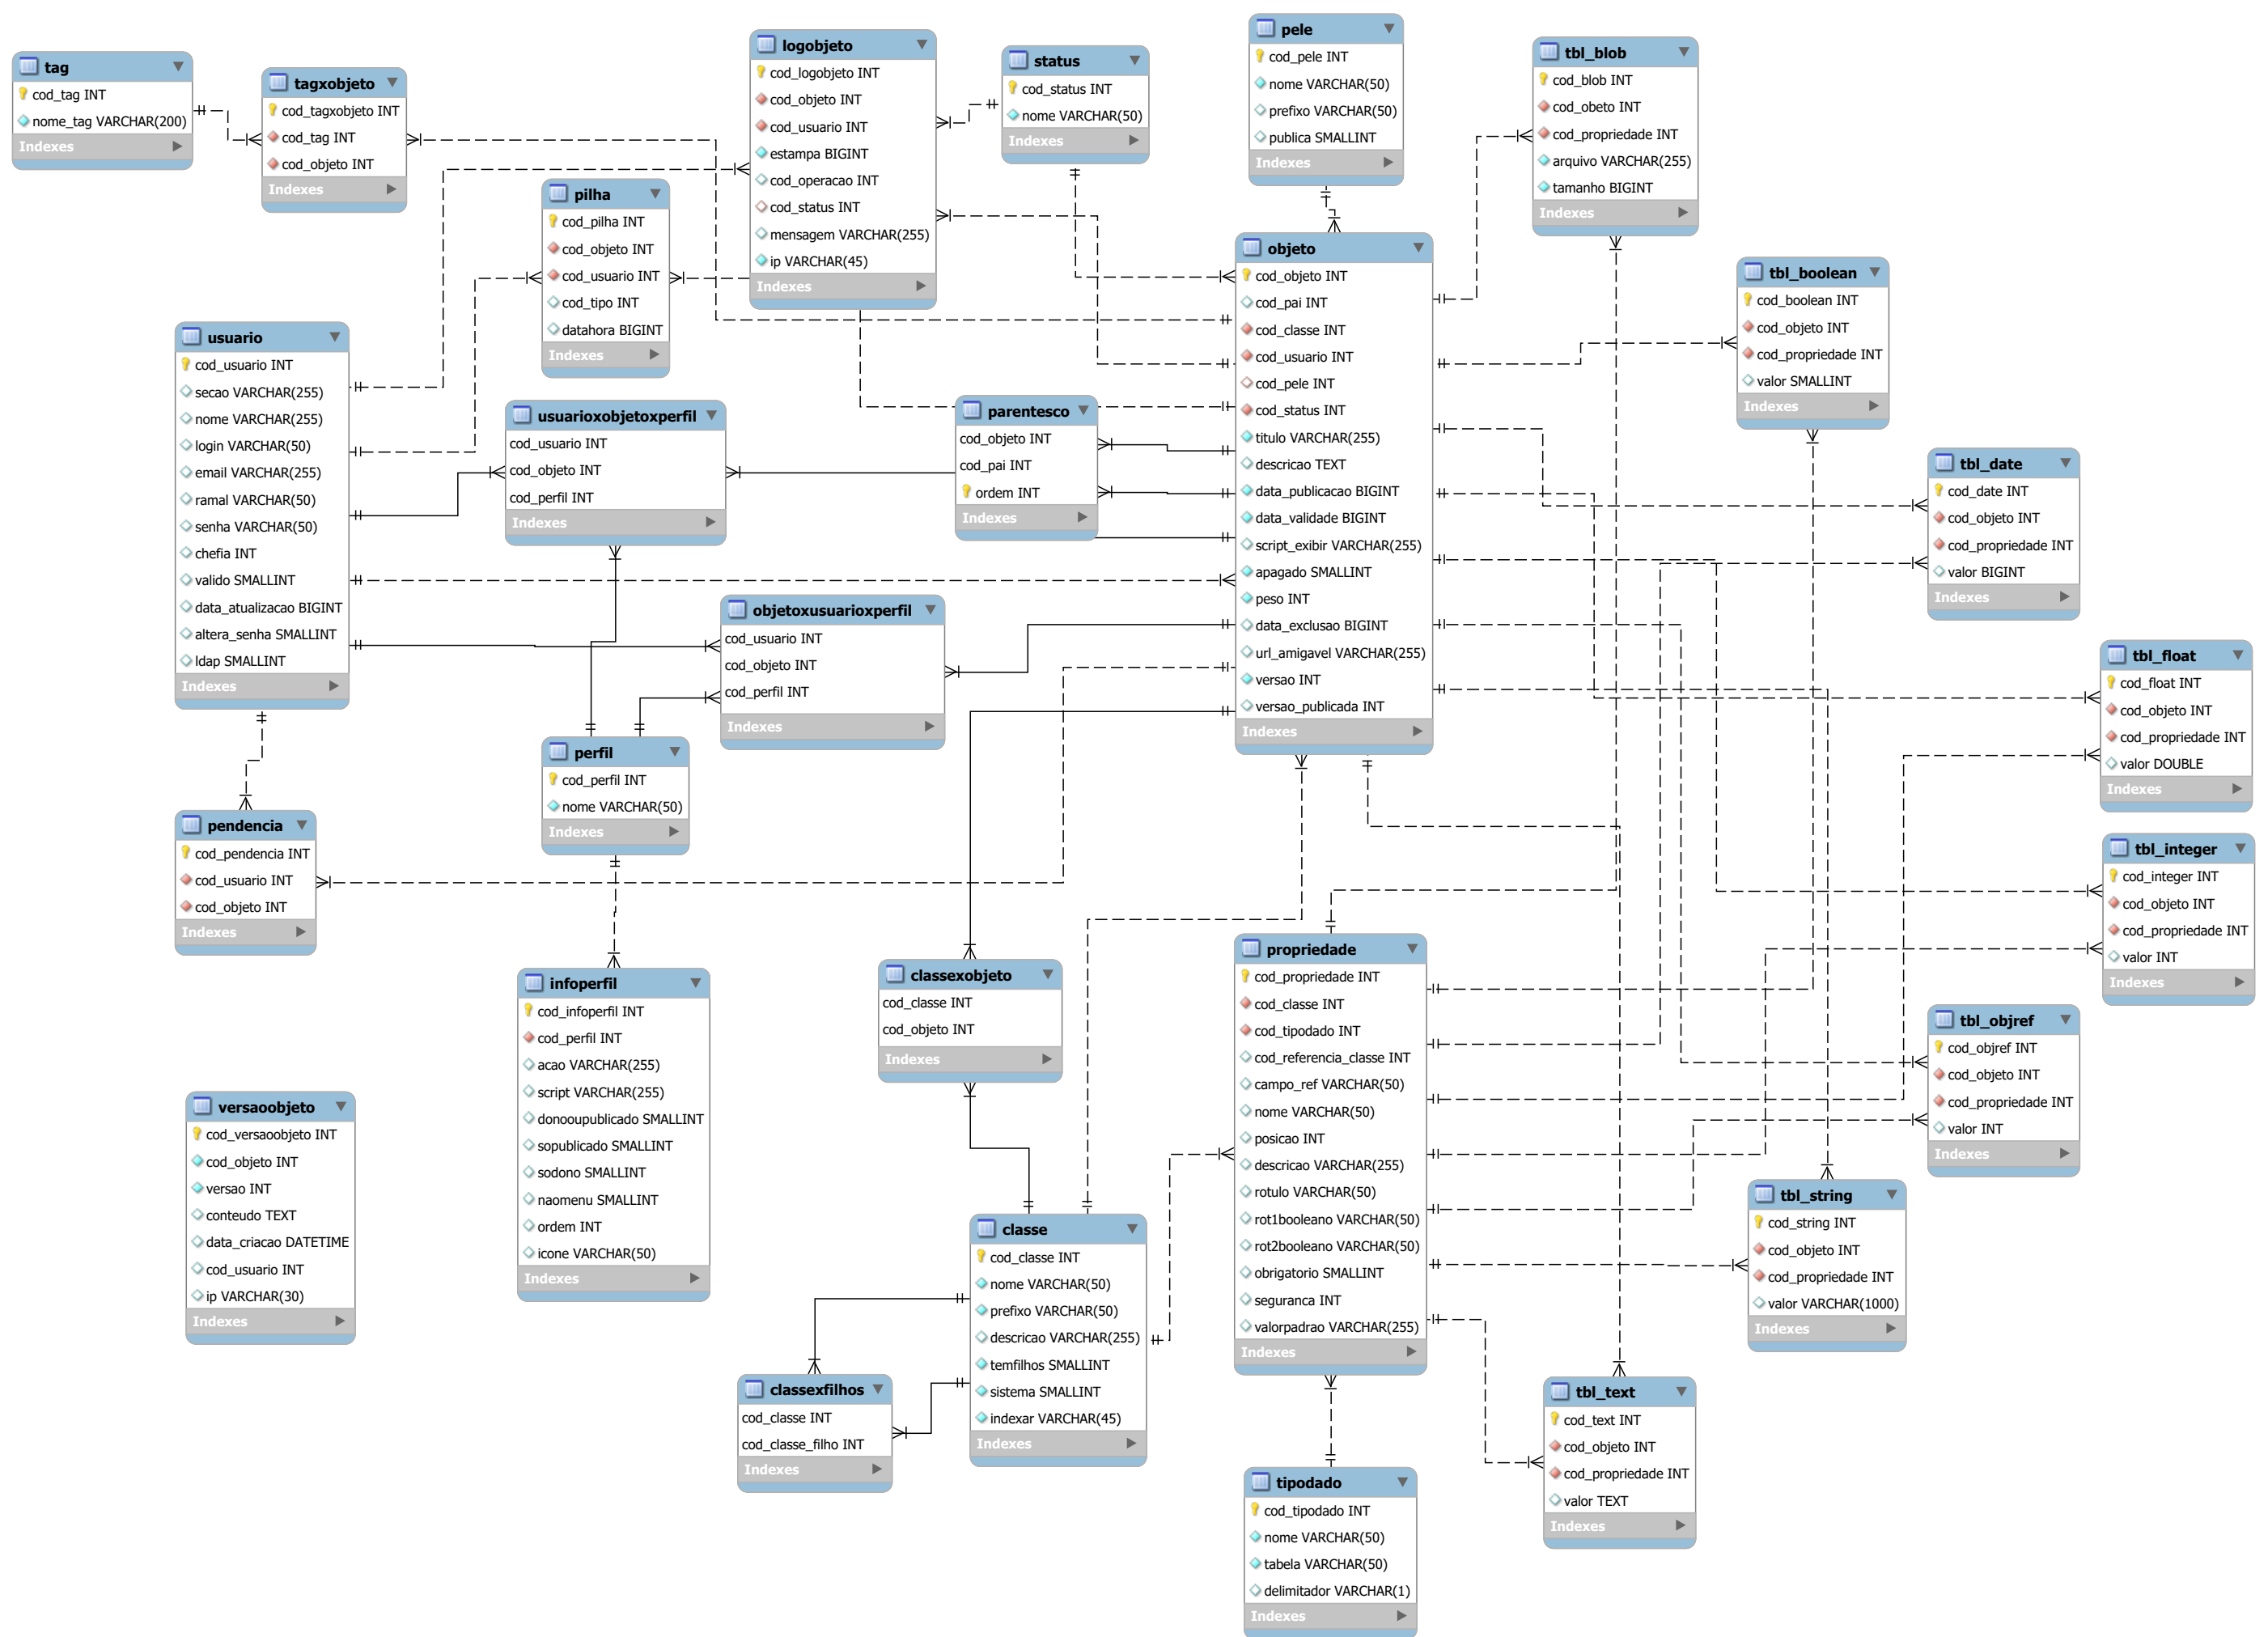 tag
cod_tag INT
nome_tag VARCHAR(200)
Indexes
tagxobjeto
cod_tagxobjeto INT
cod_tag INT
cod_objeto INT
Indexes
logobjeto
cod_logobjeto INT
cod_objeto INT
cod_usuario INT
estampa BIGINT
cod_operacao INT
cod_status INT
mensagem VARCHAR(255)
ip VARCHAR(45)
Indexes
status
cod_status INT
nome VARCHAR(50)
Indexes
pele
cod_pele INT
nome VARCHAR(50)
prefixo VARCHAR(50)
publica SMALLINT
Indexes
tbl_blob
cod_blob INT
cod_obeto INT
cod_propriedade INT
arquivo VARCHAR(255)
tamanho BIGINT
Indexes
pilha
cod_pilha INT
cod_objeto INT
cod_usuario INT
cod_tipo INT
datahora BIGINT
Indexes
objeto
cod_objeto INT
cod_pai INT
cod_classe INT
cod_usuario INT
cod_pele INT
cod_status INT
titulo VARCHAR(255)
descricao TEXT
data_publicacao BIGINT
data_validade BIGINT
script_exibir VARCHAR(255)
apagado SMALLINT
peso INT
data_exclusao BIGINT
url_amigavel VARCHAR(255)
versao INT
versao_publicada INT
Indexes
tbl_boolean
cod_boolean INT
cod_objeto INT
cod_propriedade INT
valor SMALLINT
Indexes
usuario
cod_usuario INT
secao VARCHAR(255)
nome VARCHAR(255)
login VARCHAR(50)
email VARCHAR(255)
ramal VARCHAR(50)
senha VARCHAR(50)
chefia INT
valido SMALLINT
data_atualizacao BIGINT
altera_senha SMALLINT
ldap SMALLINT
Indexes
usuarioxobjetoxperfil
cod_usuario INT
cod_objeto INT
cod_perfil INT
Indexes
parentesco
cod_objeto INT
cod_pai INT
ordem INT
Indexes
tbl_date
cod_date INT
cod_objeto INT
cod_propriedade INT
valor BIGINT
Indexes
objetoxusuarioxperfil
cod_usuario INT
cod_objeto INT
cod_perfil INT
Indexes
tbl_float
cod_float INT
cod_objeto INT
cod_propriedade INT
valor DOUBLE
Indexes
perfil
cod_perfil INT
nome VARCHAR(50)
Indexes
pendencia
cod_pendencia INT
cod_usuario INT
cod_objeto INT
Indexes
tbl_integer
cod_integer INT
cod_objeto INT
cod_propriedade INT
valor INT
Indexes
infoperfil
cod_infoperfil INT
cod_perfil INT
acao VARCHAR(255)
script VARCHAR(255)
donooupublicado SMALLINT
sopublicado SMALLINT
sodono SMALLINT
naomenu SMALLINT
ordem INT
icone VARCHAR(50)
Indexes
classexobjeto
cod_classe INT
cod_objeto INT
Indexes
propriedade
cod_propriedade INT
cod_classe INT
cod_tipodado INT
cod_referencia_classe INT
campo_ref VARCHAR(50)
nome VARCHAR(50)
posicao INT
descricao VARCHAR(255)
rotulo VARCHAR(50)
rot1booleano VARCHAR(50)
rot2booleano VARCHAR(50)
obrigatorio SMALLINT
seguranca INT
valorpadrao VARCHAR(255)
Indexes
tbl_objref
cod_objref INT
cod_objeto INT
cod_propriedade INT
valor INT
Indexes
versaoobjeto
cod_versaoobjeto INT
cod_objeto INT
versao INT
conteudo TEXT
data_criacao DATETIME
cod_usuario INT
ip VARCHAR(30)
Indexes
tbl_string
cod_string INT
cod_objeto INT
cod_propriedade INT
valor VARCHAR(1000)
Indexes
classe
cod_classe INT
nome VARCHAR(50)
prefixo VARCHAR(50)
descricao VARCHAR(255)
temfilhos SMALLINT
sistema SMALLINT
indexar VARCHAR(45)
Indexes
classexfilhos
cod_classe INT
cod_classe_filho INT
Indexes
tbl_text
cod_text INT
cod_objeto INT
cod_propriedade INT
valor TEXT
Indexes
tipodado
cod_tipodado INT
nome VARCHAR(50)
tabela VARCHAR(50)
delimitador VARCHAR(1)
Indexes